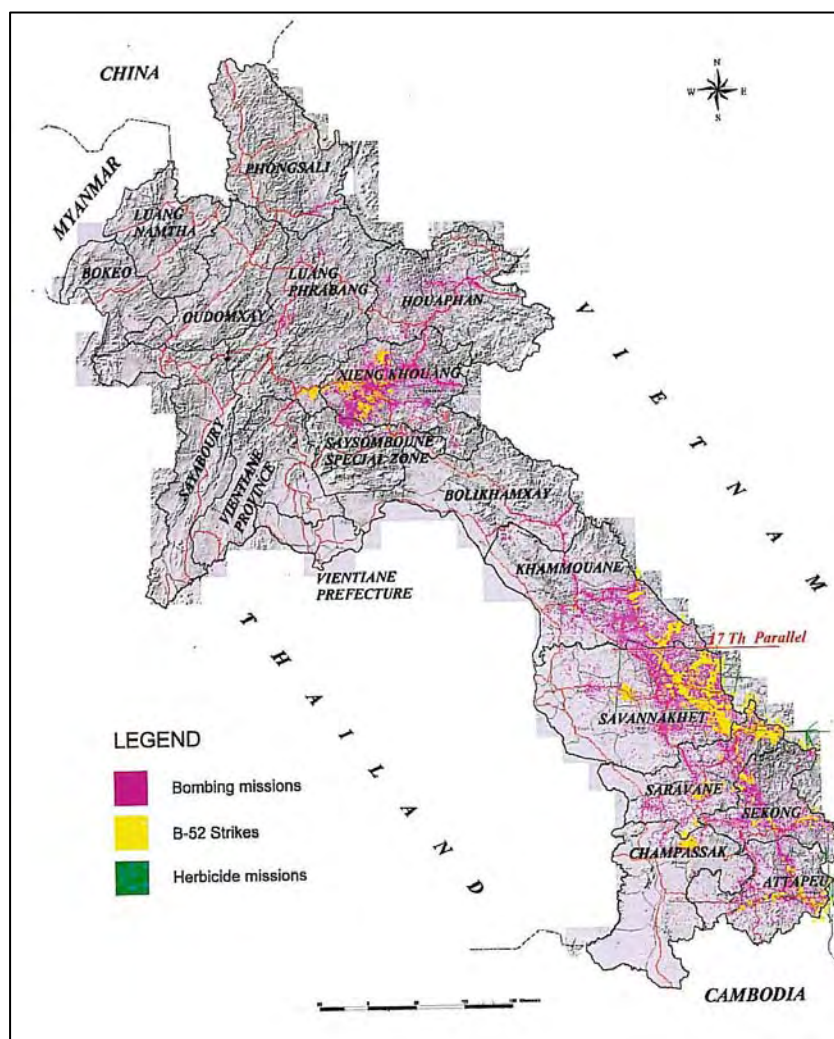 CHINA
N
W E
S
MYANMAR
PHONGSALI
LUANG
NAMTHA
BOKEO
LUANG
PHRABANG
HOUAPHAN
OUDOMXAY
VIETNAM
XIENG KHOUANG
SAYSOMBOUNE
SPECIAL ZONE
SAYABOURY
VIENTIANE
PROVINCE
BOLIKHAMXAY
KHAMMOUANE
VIENTIANE
PREFECTURE
17 Th Parallel
THAILAND
SAVANNAKHET
LEGEND
Bombing missions
B-52 Strikes
Herbicide missions
SARAVANE
SEKONG
CHAMPASSAK
ATTAPEU
CAMBODIA